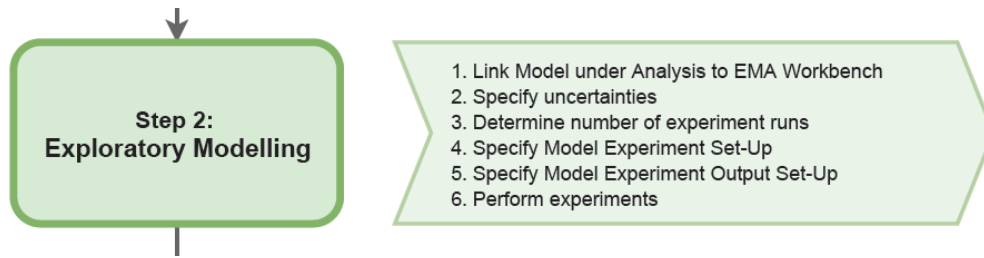 Step 2:
Exploratory Modelling
1. Link Model under Analysis to EMA Workbench
2. Specify uncertainties
3. Determine number of experiment runs
4. Specify Model Experiment Set-Up
5. Specify Model Experiment Output Set-Up
6. Perform experiments